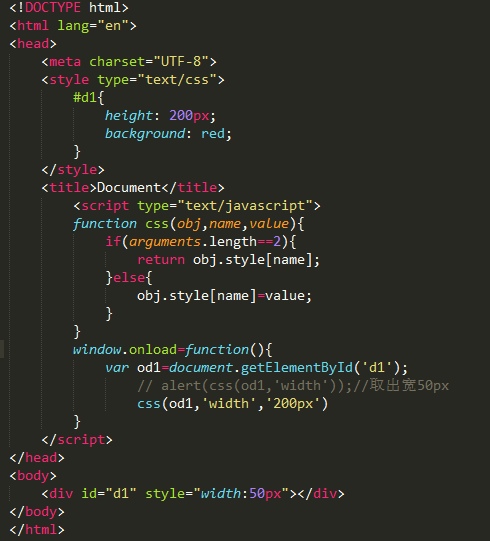 <!DOCTYPE html>
<html lang="en">
<head>
    <meta charset="UTF-8">
    <style type="text/css">
        #d1{
            height: 200px;
            background: red;
        }
    </style>
    <title>Document</title>
        <script type="text/javascript">
        function css(obj,name,value){
            if(arguments.length==2){
                return obj.style[name];
            }else{
                obj.style[name]=value;
            }
        }
        window.onload=function(){
            var od1=document.getElementById('d1');
                // alert(css(od1,'width'));//取出宽50px
                css(od1,'width','200px')
        }
    </script>
</head>
<body>
    <div id="d1" style="width:50px"></div>
</body>
</html>